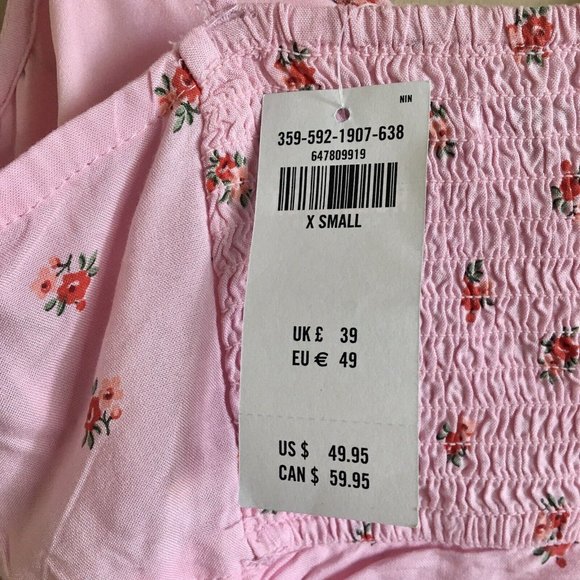 NIN
359-592-1907-638
647809919
X SMALL
UK £ 39
EU € 49
US $ 49.95
CAN $ 59.95